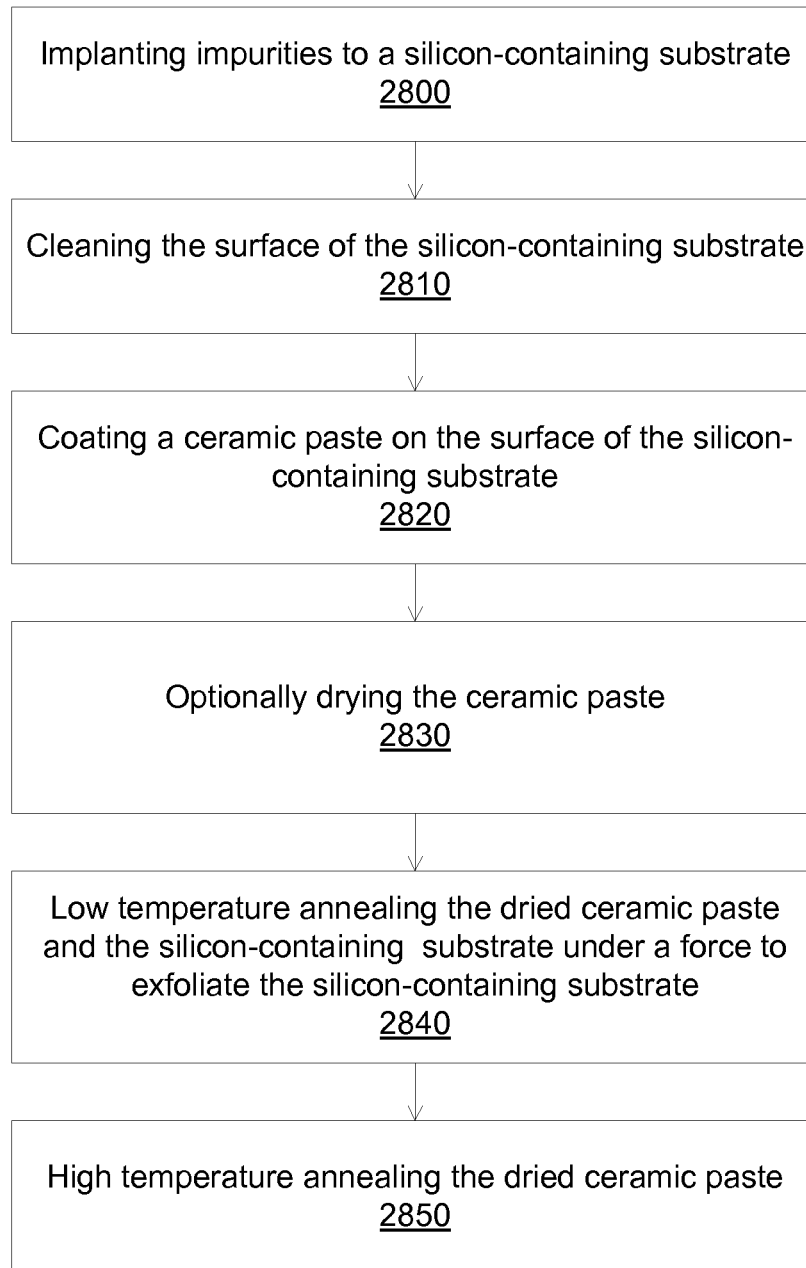 Implanting impurities to a silicon-containing substrate
2800
Cleaning the surface of the silicon-containing substrate
2810
Coating a ceramic paste on the surface of the silicon-
containing substrate
2820
Optionally drying the ceramic paste
2830
Low temperature annealing the dried ceramic paste
and the silicon-containing substrate under a force to
exfoliate the silicon-containing substrate
2840
High temperature annealing the dried ceramic paste
2850